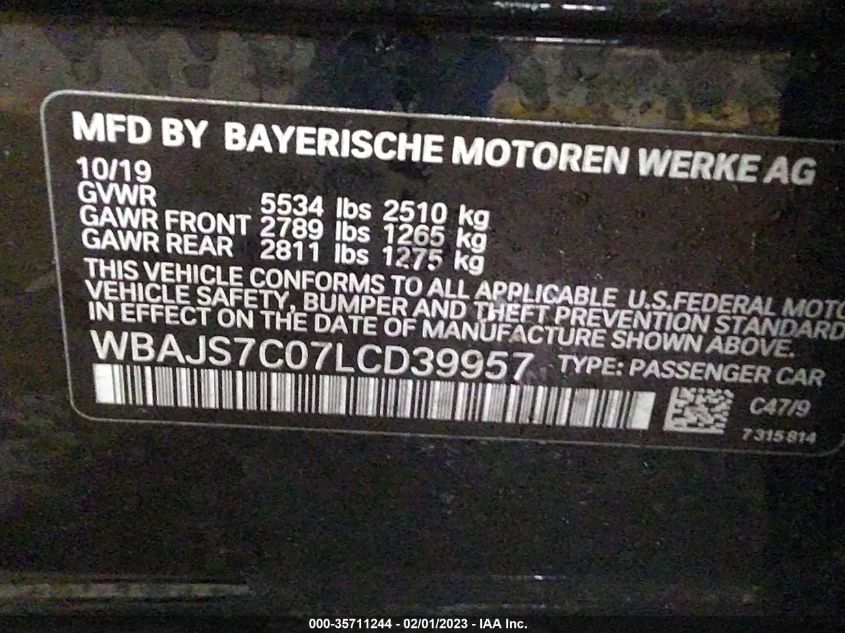 MFD BY BAYERISCHE MOTOREN WERKE AG
10/19
GVWR 5534 lbs 2510 kg
GAWR FRONT 2789 lbs 1265 kg
GAWR REAR 2811 lbs 1275 kg
THIS VEHICLE CONFORMS TO ALL APPLICABLE U.S.FEDERAL MOTO
VEHICLE SAFETY, BUMPER AND THEFT PREVENTION STANDARD
IN EFFECT ON THE DATE OF MANUFACTURE SHOWN ABOVE.
WBAJS7C07LCD39957 TYPE: PASSENGER CAR
C47/9
7 315 814
000-35711244 - 02/01/2023 - IAA Inc.